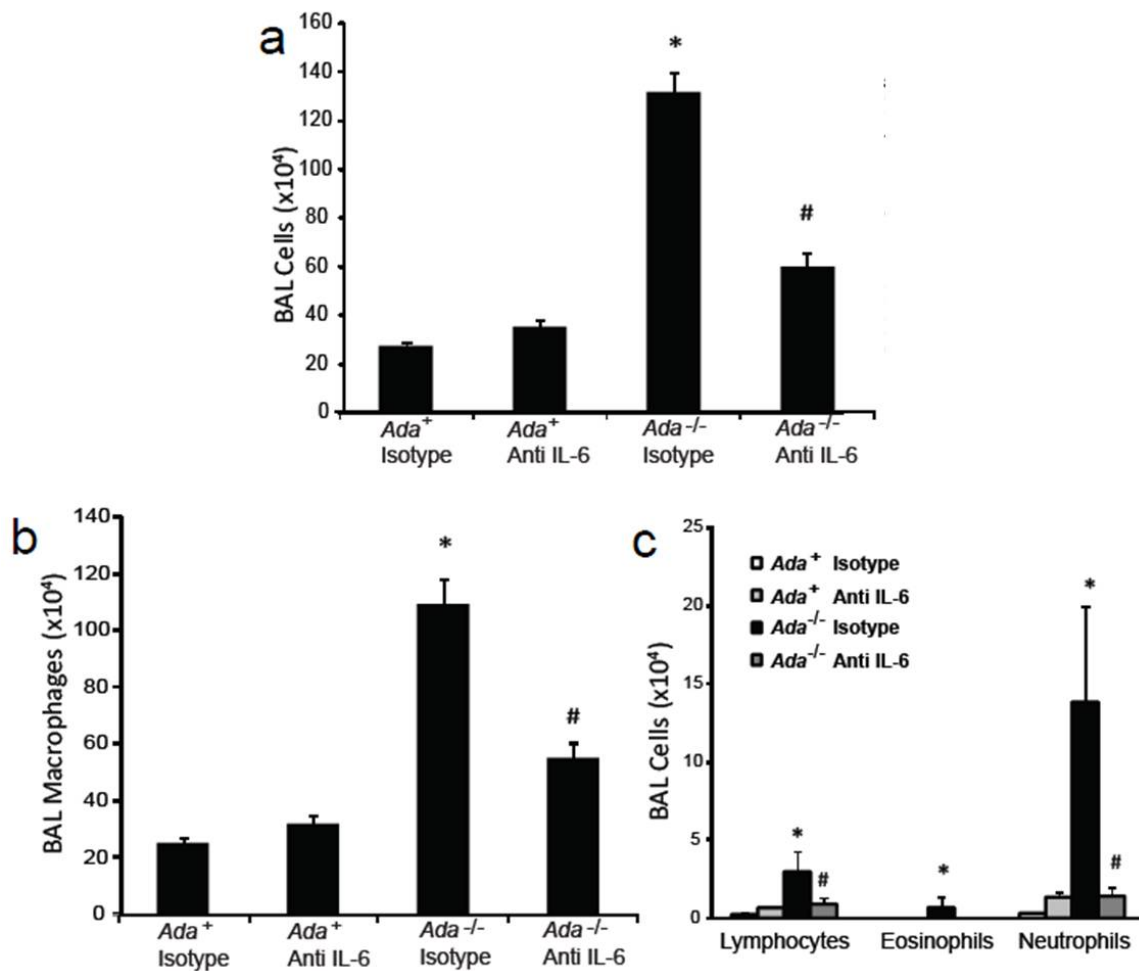 a
BAL Cells (x10⁴)
160
140
120
100
80
60
40
20
0
*
#
Ada⁺ Ada⁺ Ada⁻/⁻ Ada⁻/⁻
Isotype Anti IL-6 Isotype Anti IL-6
b
BAL Macrophages (x10⁴)
140
120
100
80
60
40
20
0
*
#
Ada⁺ Ada⁺ Ada⁻/⁻ Ada⁻/⁻
Isotype Anti IL-6 Isotype Anti IL-6
c
BAL Cells (x10⁴)
25
20
15
10
5
0
Ada⁺ Isotype
Ada⁺ Anti IL-6
Ada⁻/⁻ Isotype
Ada⁻/⁻ Anti IL-6
*
#
*
*
#
Lymphocytes Eosinophils Neutrophils